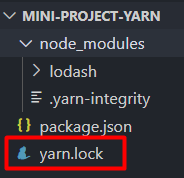 MINI-PROJECT-YARN
node_modules
lodash
.yarn-integrity
package.json
yarn.lock